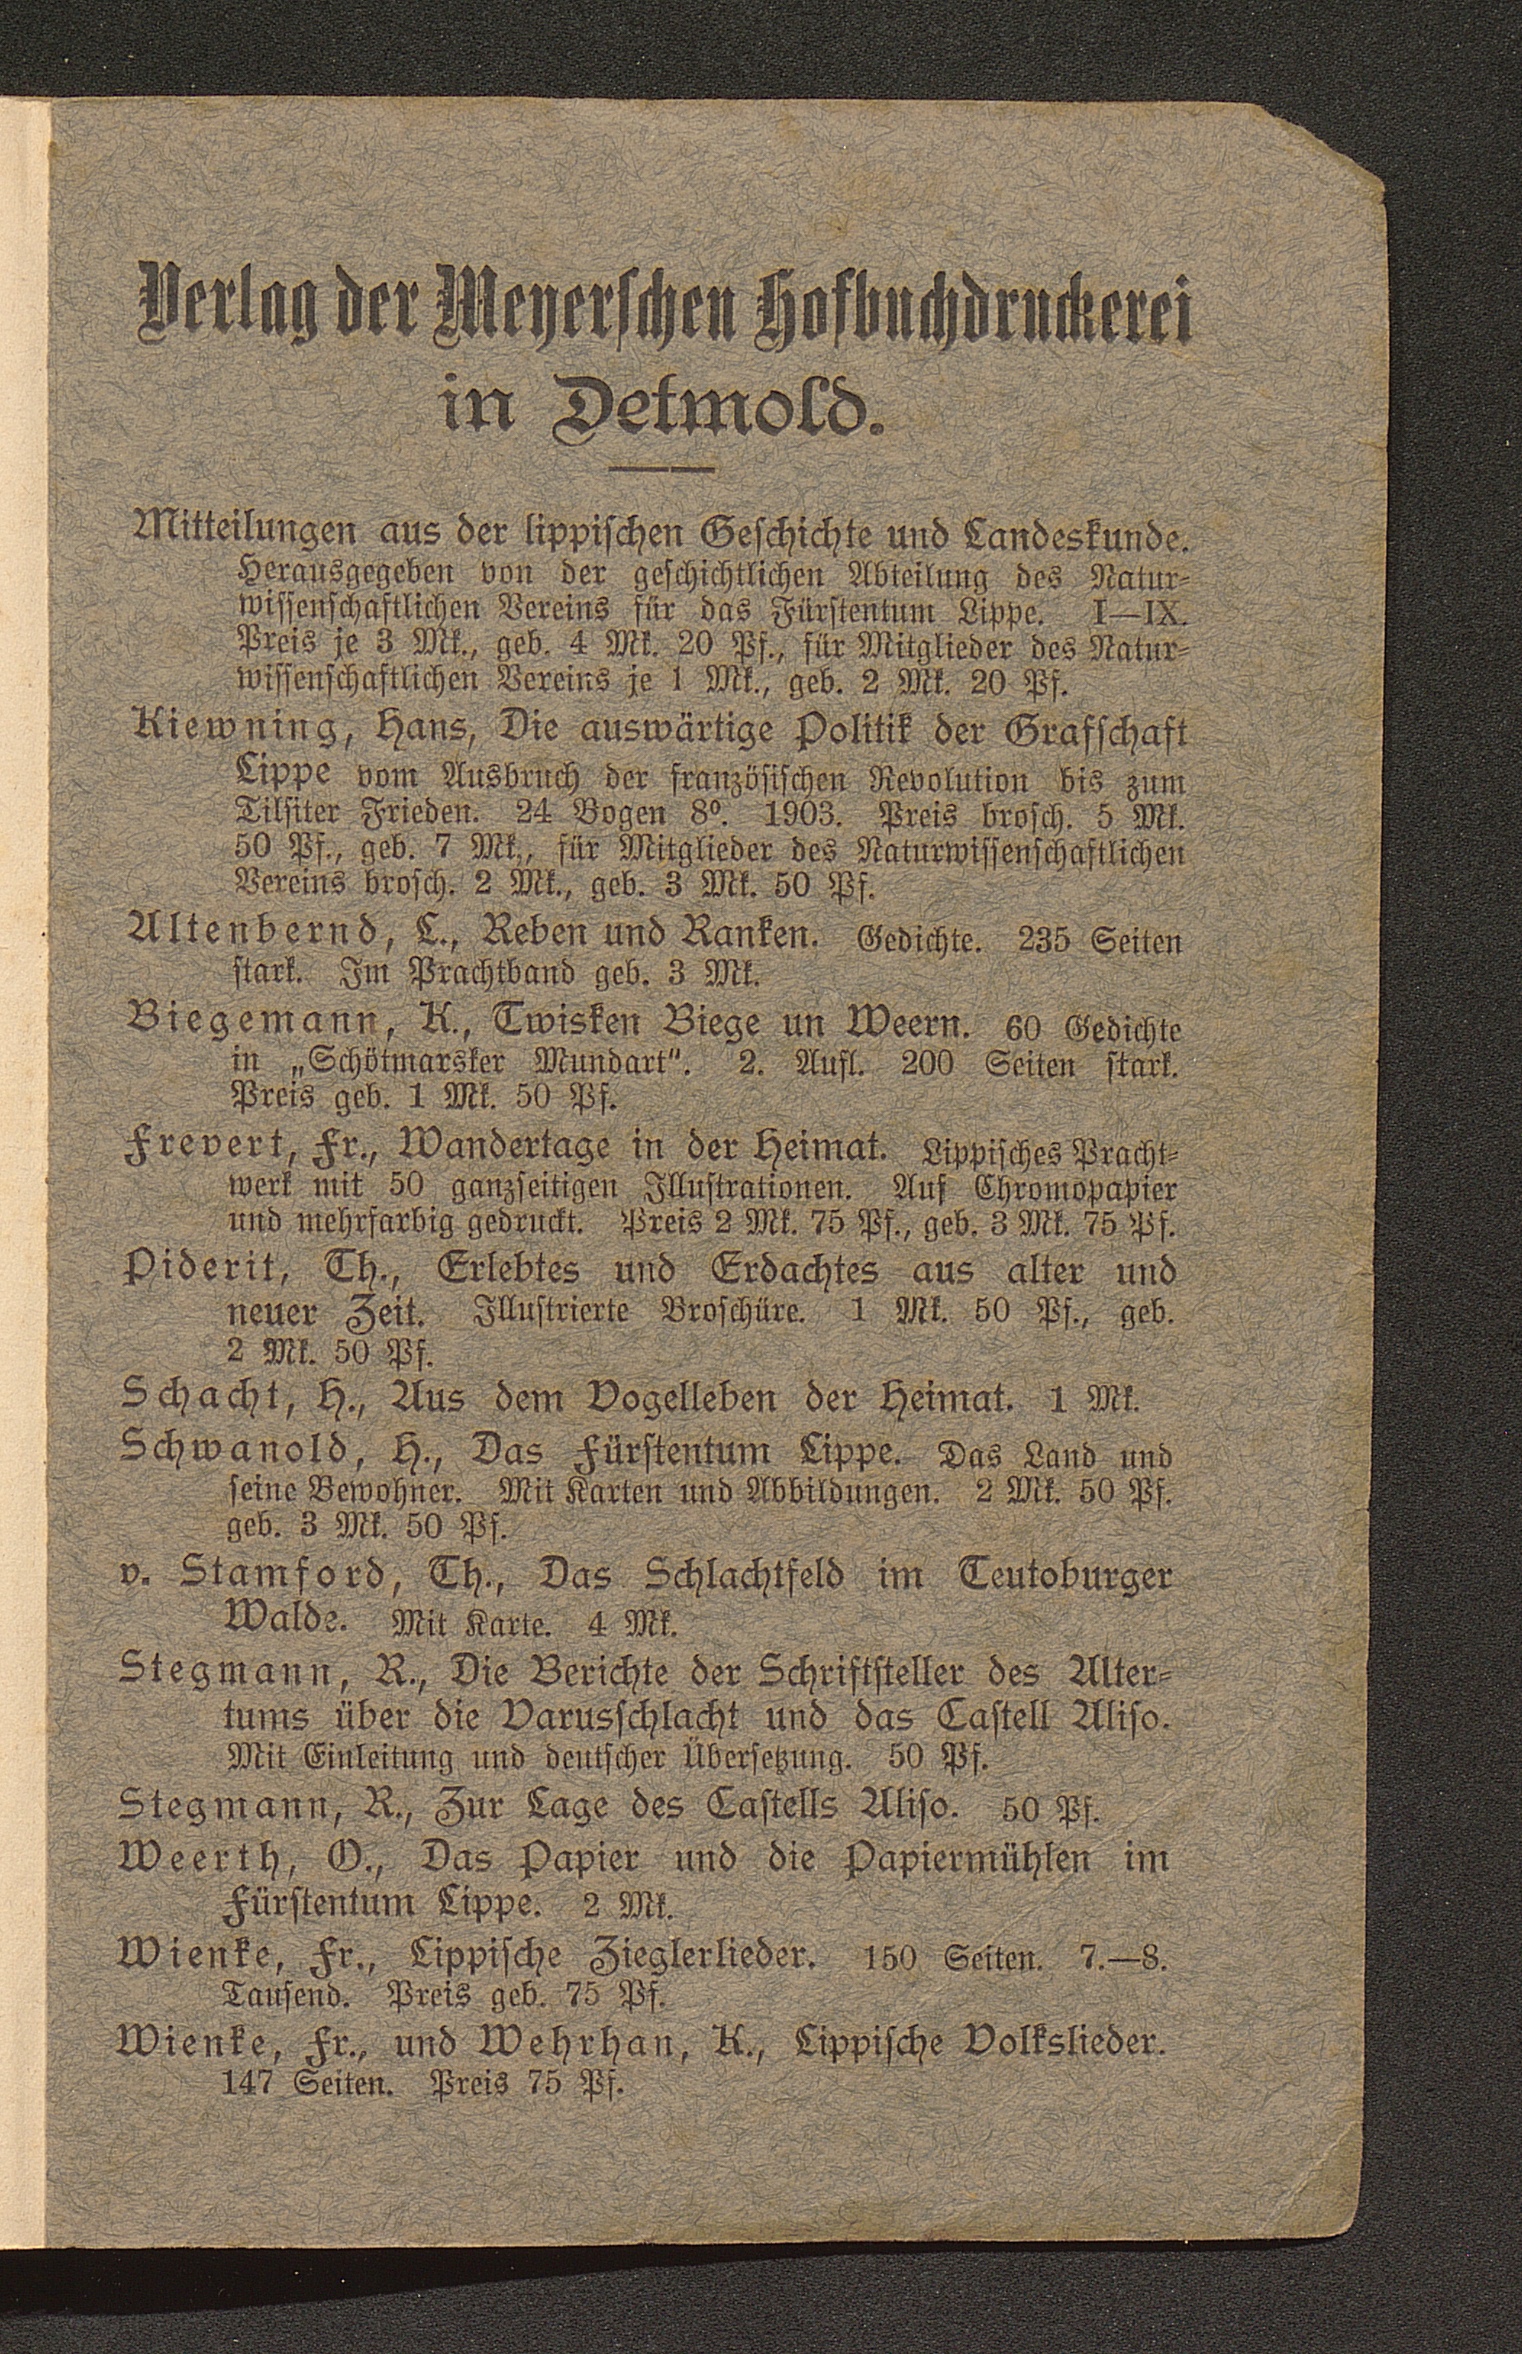 Verlag der Meyerschen Hofbuchdruckerei
in Detmold.
Mitteilungen aus der lippischen Geschichte und Landeskunde.
Herausgegeben von der geschichtlichen Abteilung des Natur-
wissenschaftlichen Vereins für das Fürstentum Lippe. I—IX.
Preis je 3 Mk., geb. 4 Mk. 20 Pf., für Mitglieder des Natur-
wissenschaftlichen Vereins je 1 Mk., geb. 2 Mk. 20 Pf.
Kiewning, Hans, Die auswärtige Politik der Grafschaft
Lippe vom Ausbruch der französischen Revolution bis zum
Tilsiter Frieden. 24 Bogen 8º. 1903. Preis brosch. 5 Mk.
50 Pf., geb. 7 Mk., für Mitglieder des Naturwissenschaftlichen
Vereins brosch. 2 Mk., geb. 3 Mk. 50 Pf.
Altenbernd, L., Reben und Ranken. Gedichte. 235 Seiten
stark. Im Prachtband geb. 3 Mk.
Biegemann, K., Twisken Biege un Weern. 60 Gedichte
in „Schötmarsker Mundart“. 2. Aufl. 200 Seiten stark.
Preis geb. 1 Mk. 50 Pf.
Frevert, Fr., Wandertage in der Heimat. Lippisches Pracht-
werk mit 50 ganzseitigen Illustrationen. Auf Chromopapier
und mehrfarbig gedruckt. Preis 2 Mk. 75 Pf., geb. 3 Mk. 75 Pf.
Piderit, Th., Erlebtes und Erdachtes aus alter und
neuer Zeit. Illustrierte Broschüre. 1 Mk. 50 Pf., geb.
2 Mk. 50 Pf.
Schacht, H., Aus dem Vogelleben der Heimat. 1 Mk.
Schwanold, H., Das Fürstentum Lippe. Das Land und
seine Bewohner. Mit Karten und Abbildungen. 2 Mk. 50 Pf.
geb. 3 Mk. 50 Pf.
v. Stamford, Th., Das Schlachtfeld im Teutoburger
Walde. Mit Karte. 4 Mk.
Stegmann, R., Die Berichte der Schriftsteller des Alter-
tums über die Varusschlacht und das Castell Aliso.
Mit Einleitung und deutscher Übersetzung. 50 Pf.
Stegmann, R., Zur Lage des Castells Aliso. 50 Pf.
Weerth, O., Das Papier und die Papiermühlen im
Fürstentum Lippe. 2 Mk.
Wienke, Fr., Lippische Zieglerlieder. 150 Seiten. 7.—8.
Tausend. Preis geb. 75 Pf.
Wienke, Fr., und Wehrhan, K., Lippische Volkslieder.
147 Seiten. Preis 75 Pf.